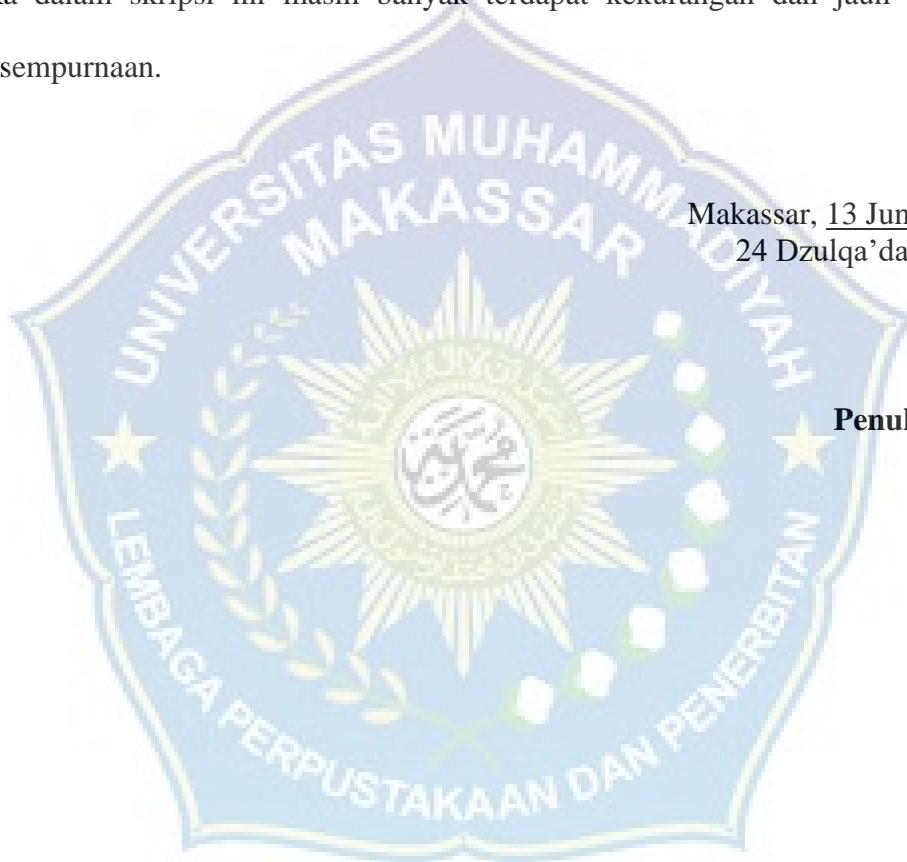 dalam skripsi ini masih banyak terdapat kekurangan dan jauh
sempurnaan.
UNIVERSITAS MUHAMMADIYAH
MAKASSAR
Makassar, 13 Jun
24 Dzulqa’da
Penul
محمد
LEMBAGA PERPUSTAKAAN DAN PENERBITAN